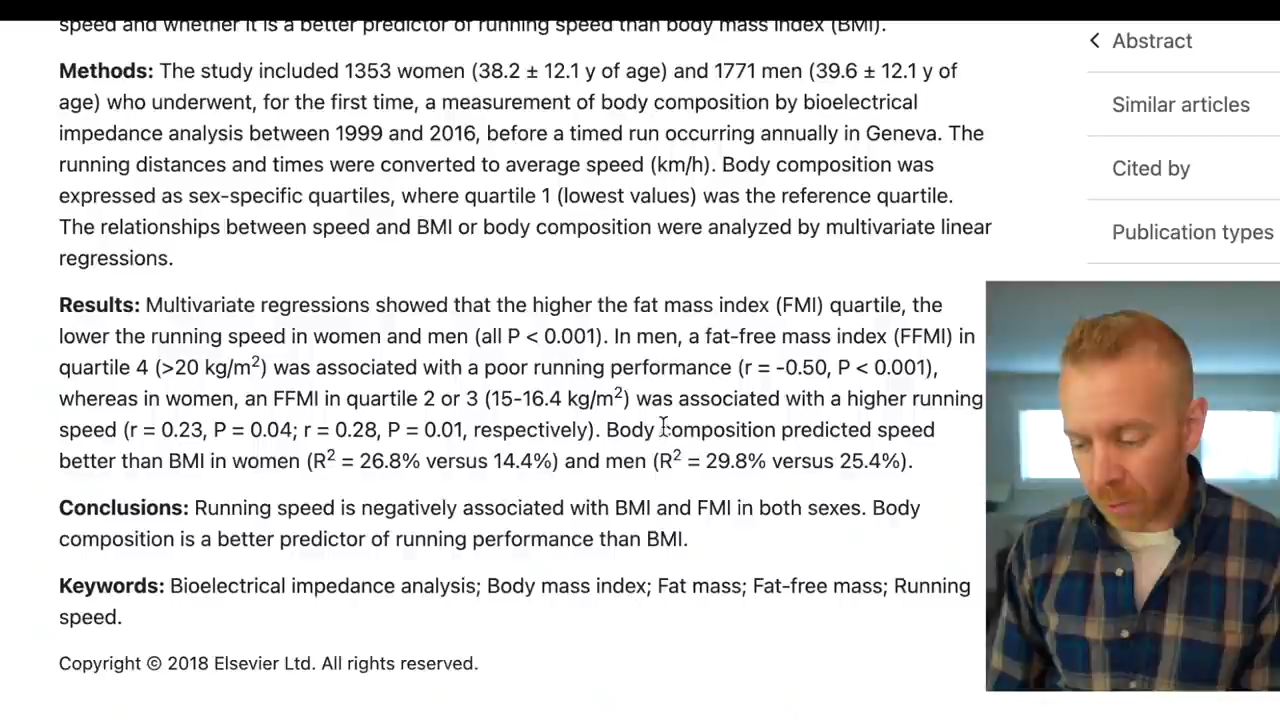 speed and whether it is a better predictor of running speed than body mass index (BMI).
Methods: The study included 1353 women (38.2 ± 12.1 y of age) and 1771 men (39.6 ± 12.1 y of
age) who underwent, for the first time, a measurement of body composition by bioelectrical
impedance analysis between 1999 and 2016, before a timed run occurring annually in Geneva. The
running distances and times were converted to average speed (km/h). Body composition was
expressed as sex-specific quartiles, where quartile 1 (lowest values) was the reference quartile.
The relationships between speed and BMI or body composition were analyzed by multivariate linear
regressions.
Results: Multivariate regressions showed that the higher the fat mass index (FMI) quartile, the
lower the running speed in women and men (all P < 0.001). In men, a fat-free mass index (FFMI) in
quartile 4 (>20 kg/m²) was associated with a poor running performance (r = -0.50, P < 0.001),
whereas in women, an FFMI in quartile 2 or 3 (15-16.4 kg/m²) was associated with a higher running
speed (r = 0.23, P = 0.04; r = 0.28, P = 0.01, respectively). Body composition predicted speed
better than BMI in women (R² = 26.8% versus 14.4%) and men (R² = 29.8% versus 25.4%).
Conclusions: Running speed is negatively associated with BMI and FMI in both sexes. Body
composition is a better predictor of running performance than BMI.
Keywords: Bioelectrical impedance analysis; Body mass index; Fat mass; Fat-free mass; Running
speed.
Copyright © 2018 Elsevier Ltd. All rights reserved.
Abstract
Similar articles
Cited by
Publication types